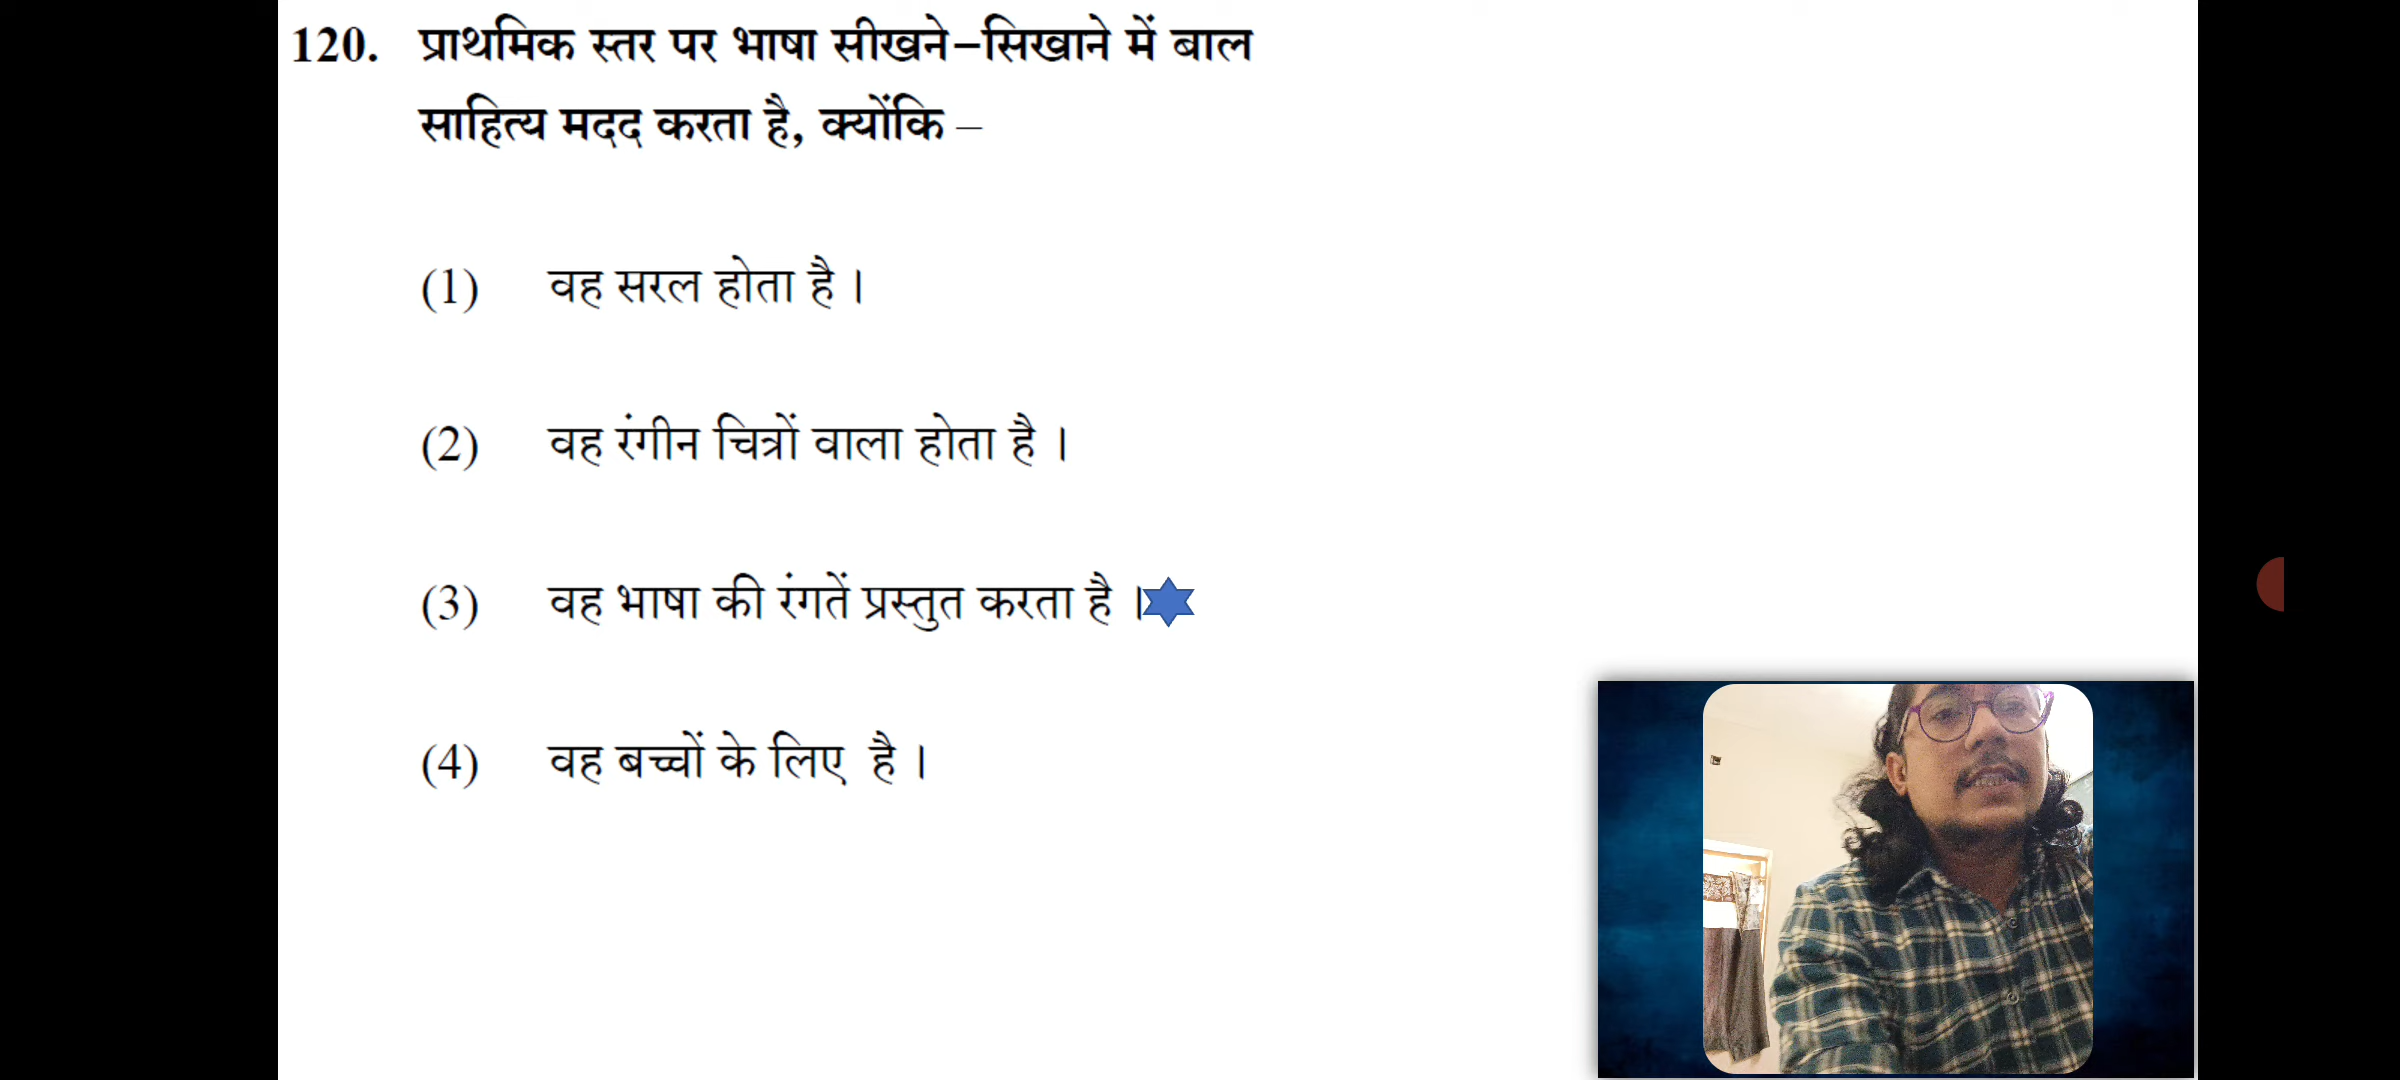 120. प्राथमिक स्तर पर भाषा सीखने–सिखाने में बाल
साहित्य मदद करता है, क्योंकि –
(1) वह सरल होता है ।
(2) वह रंगीन चित्रों वाला होता है ।
(3) वह भाषा की रंगतें प्रस्तुत करता है ।
(4) वह बच्चों के लिए है ।